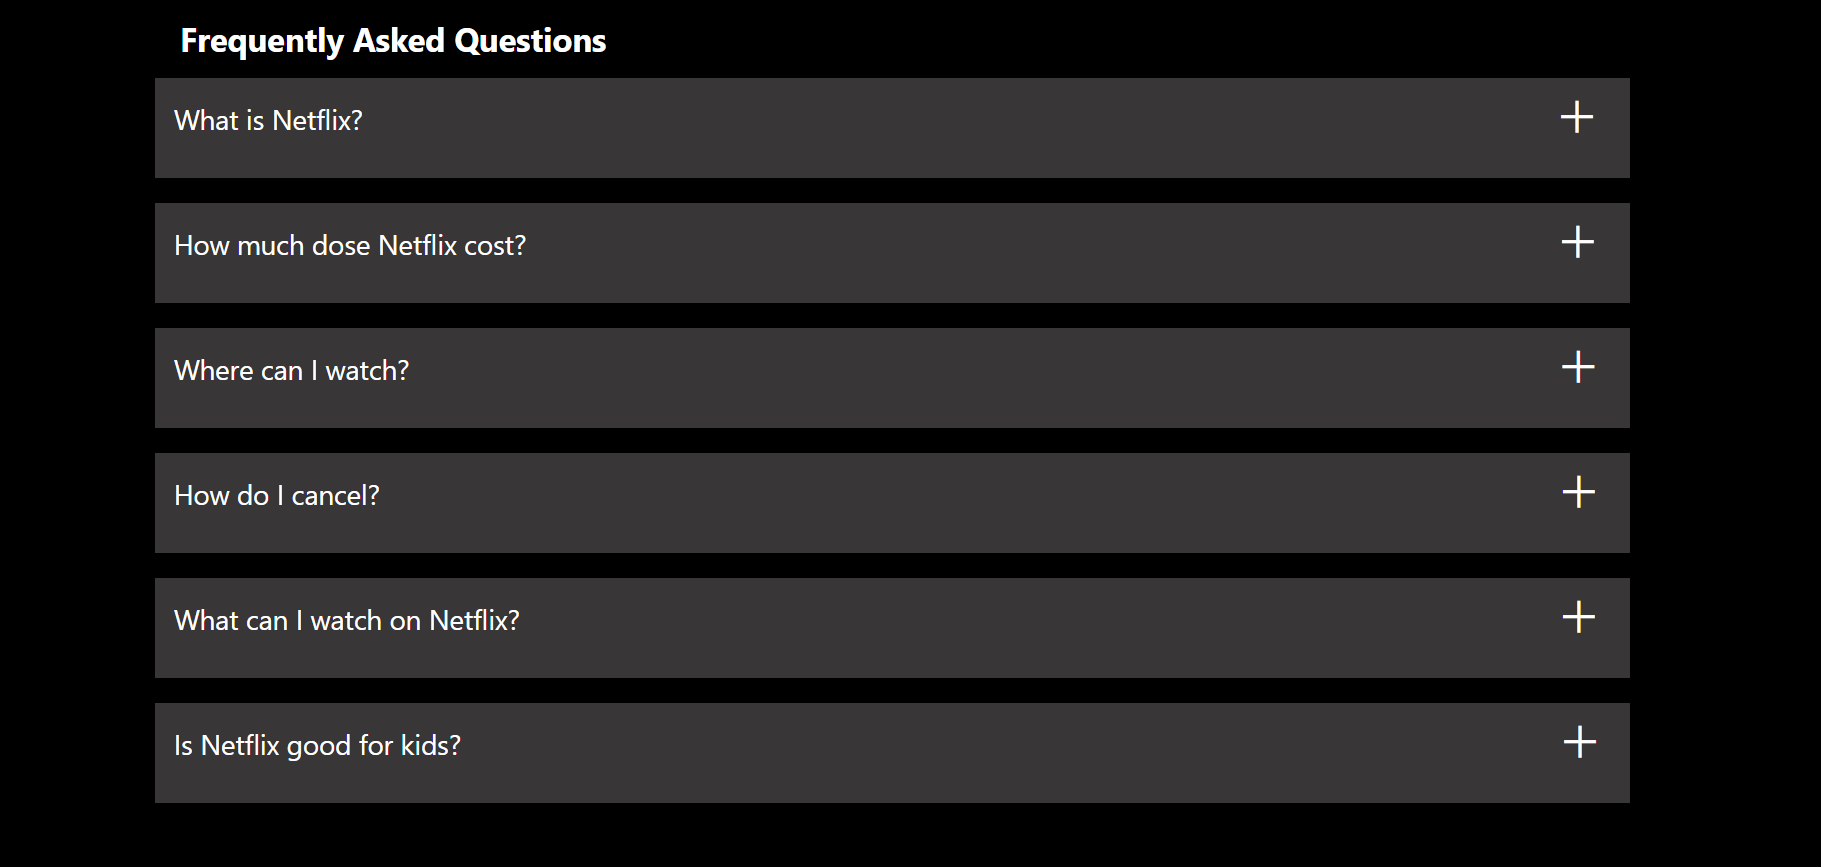 Frequently Asked Questions
What is Netflix?
How much dose Netflix cost?
Where can I watch?
How do I cancel?
What can I watch on Netflix?
Is Netflix good for kids?